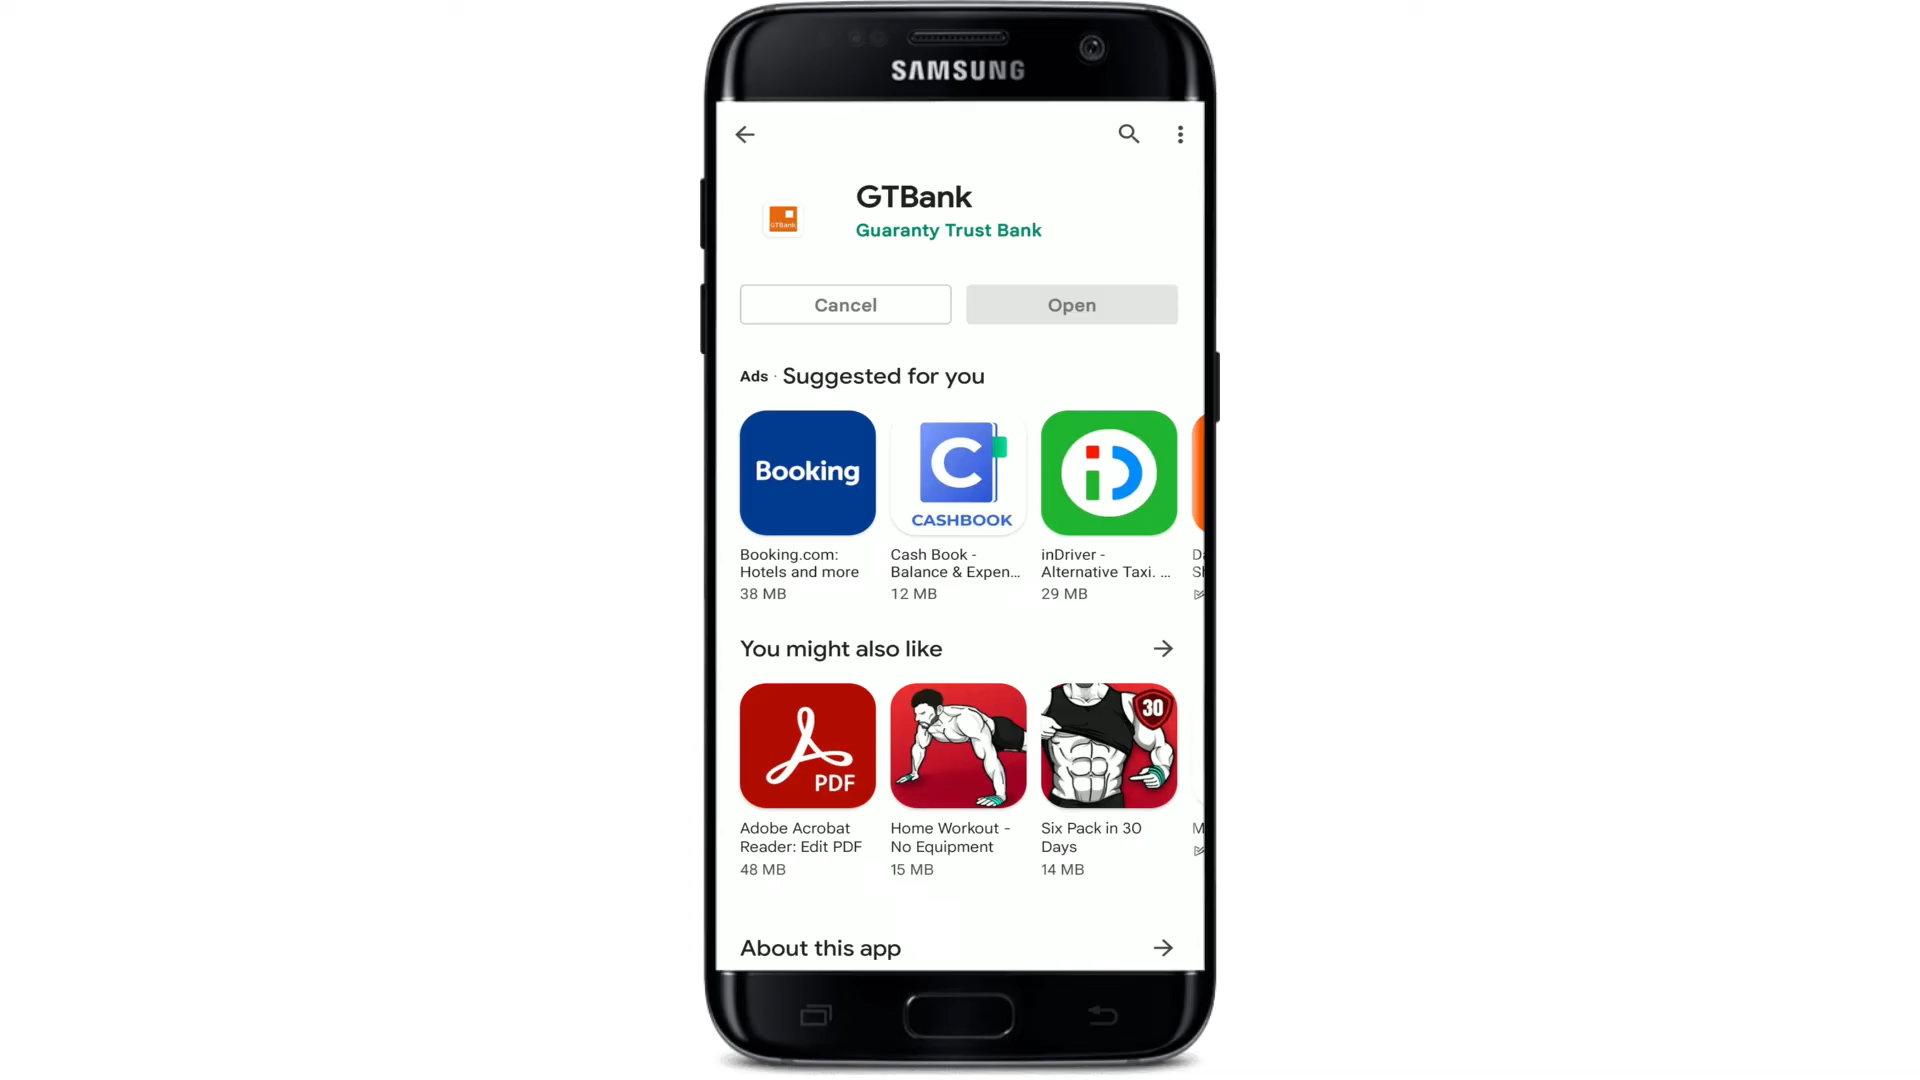 SAMSUNG
GTBank
GTBank
Guaranty Trust Bank
Cancel
Open
Ads · Suggested for you
Booking
C
CASHBOOK
iD
Booking.com:
Hotels and more
38 MB
Cash Book -
Balance & Expen...
12 MB
inDriver -
Alternative Taxi. ...
29 MB
You might also like
PDF
30
Adobe Acrobat
Reader: Edit PDF
48 MB
Home Workout -
No Equipment
15 MB
Six Pack in 30
Days
14 MB
About this app